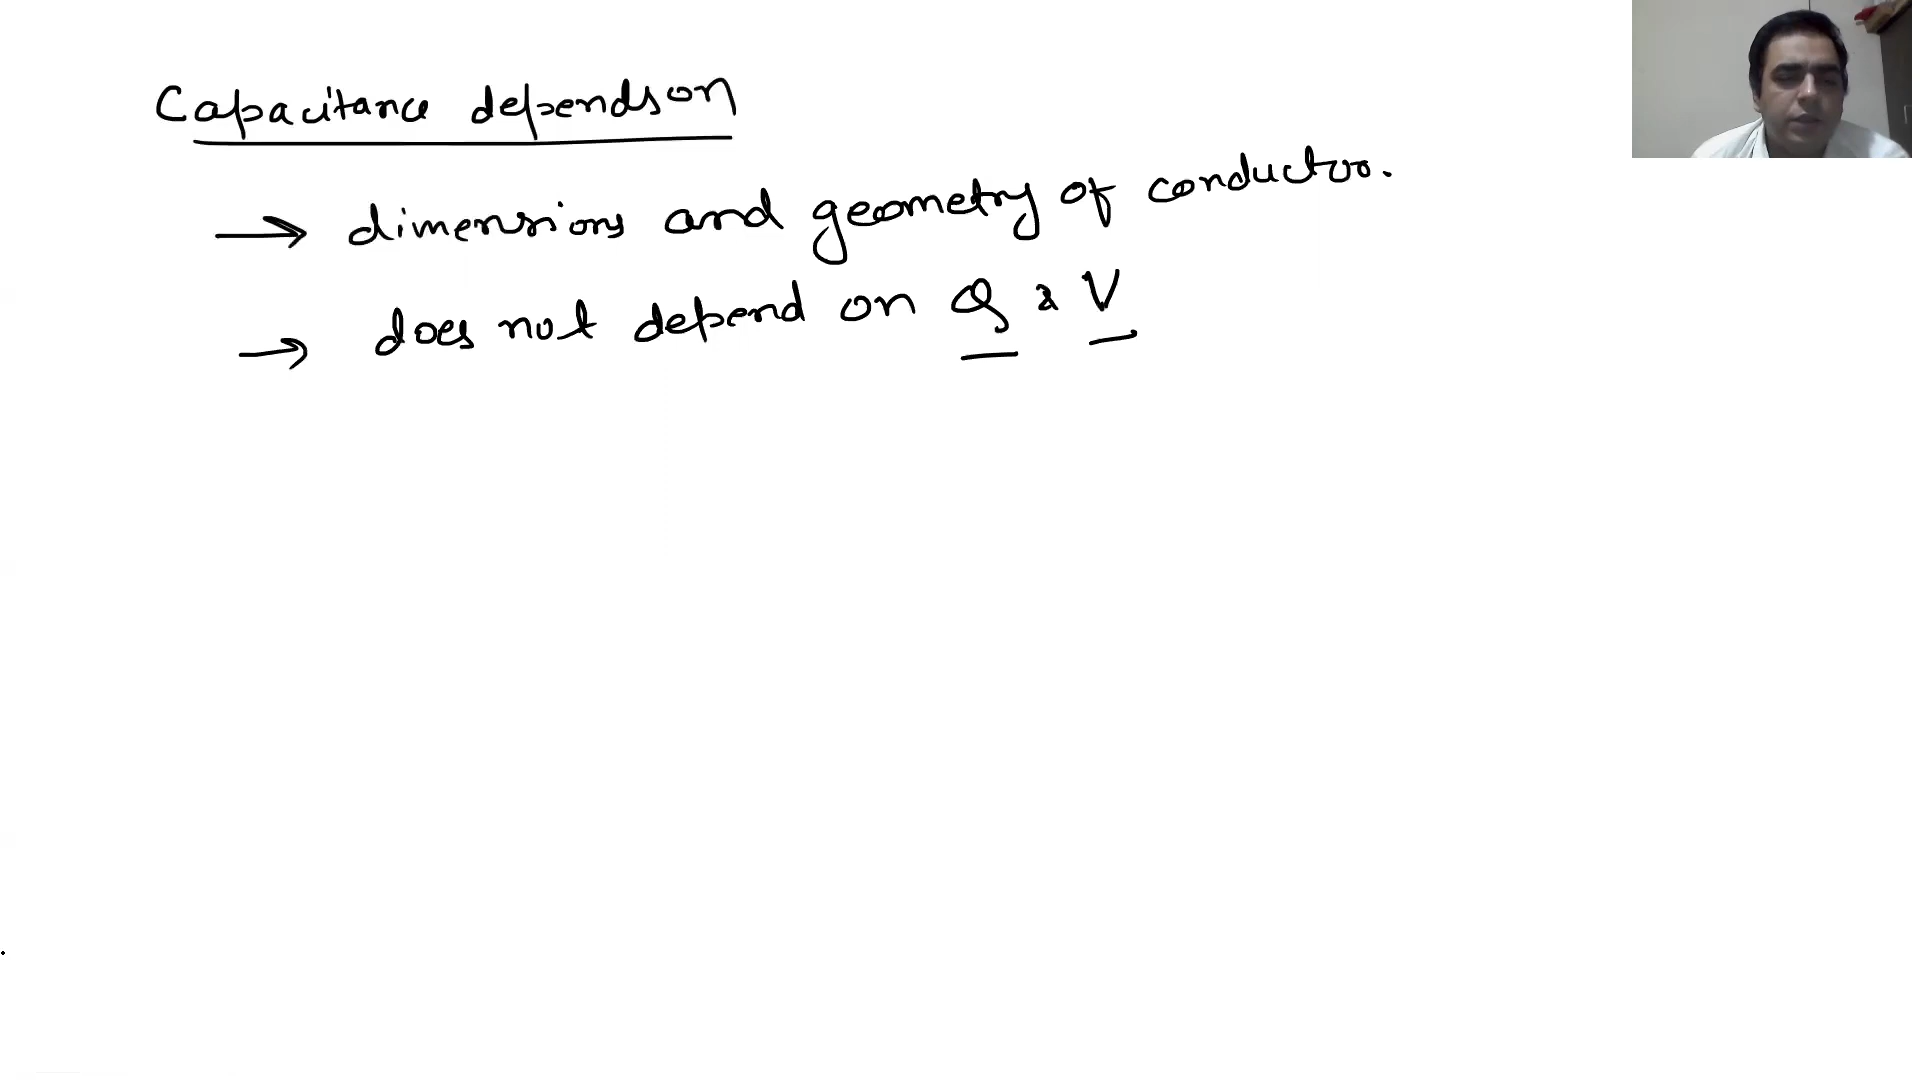 Capacitance depends on
→ dimensions and geometry of conductor.
→ does not depend on Q & V